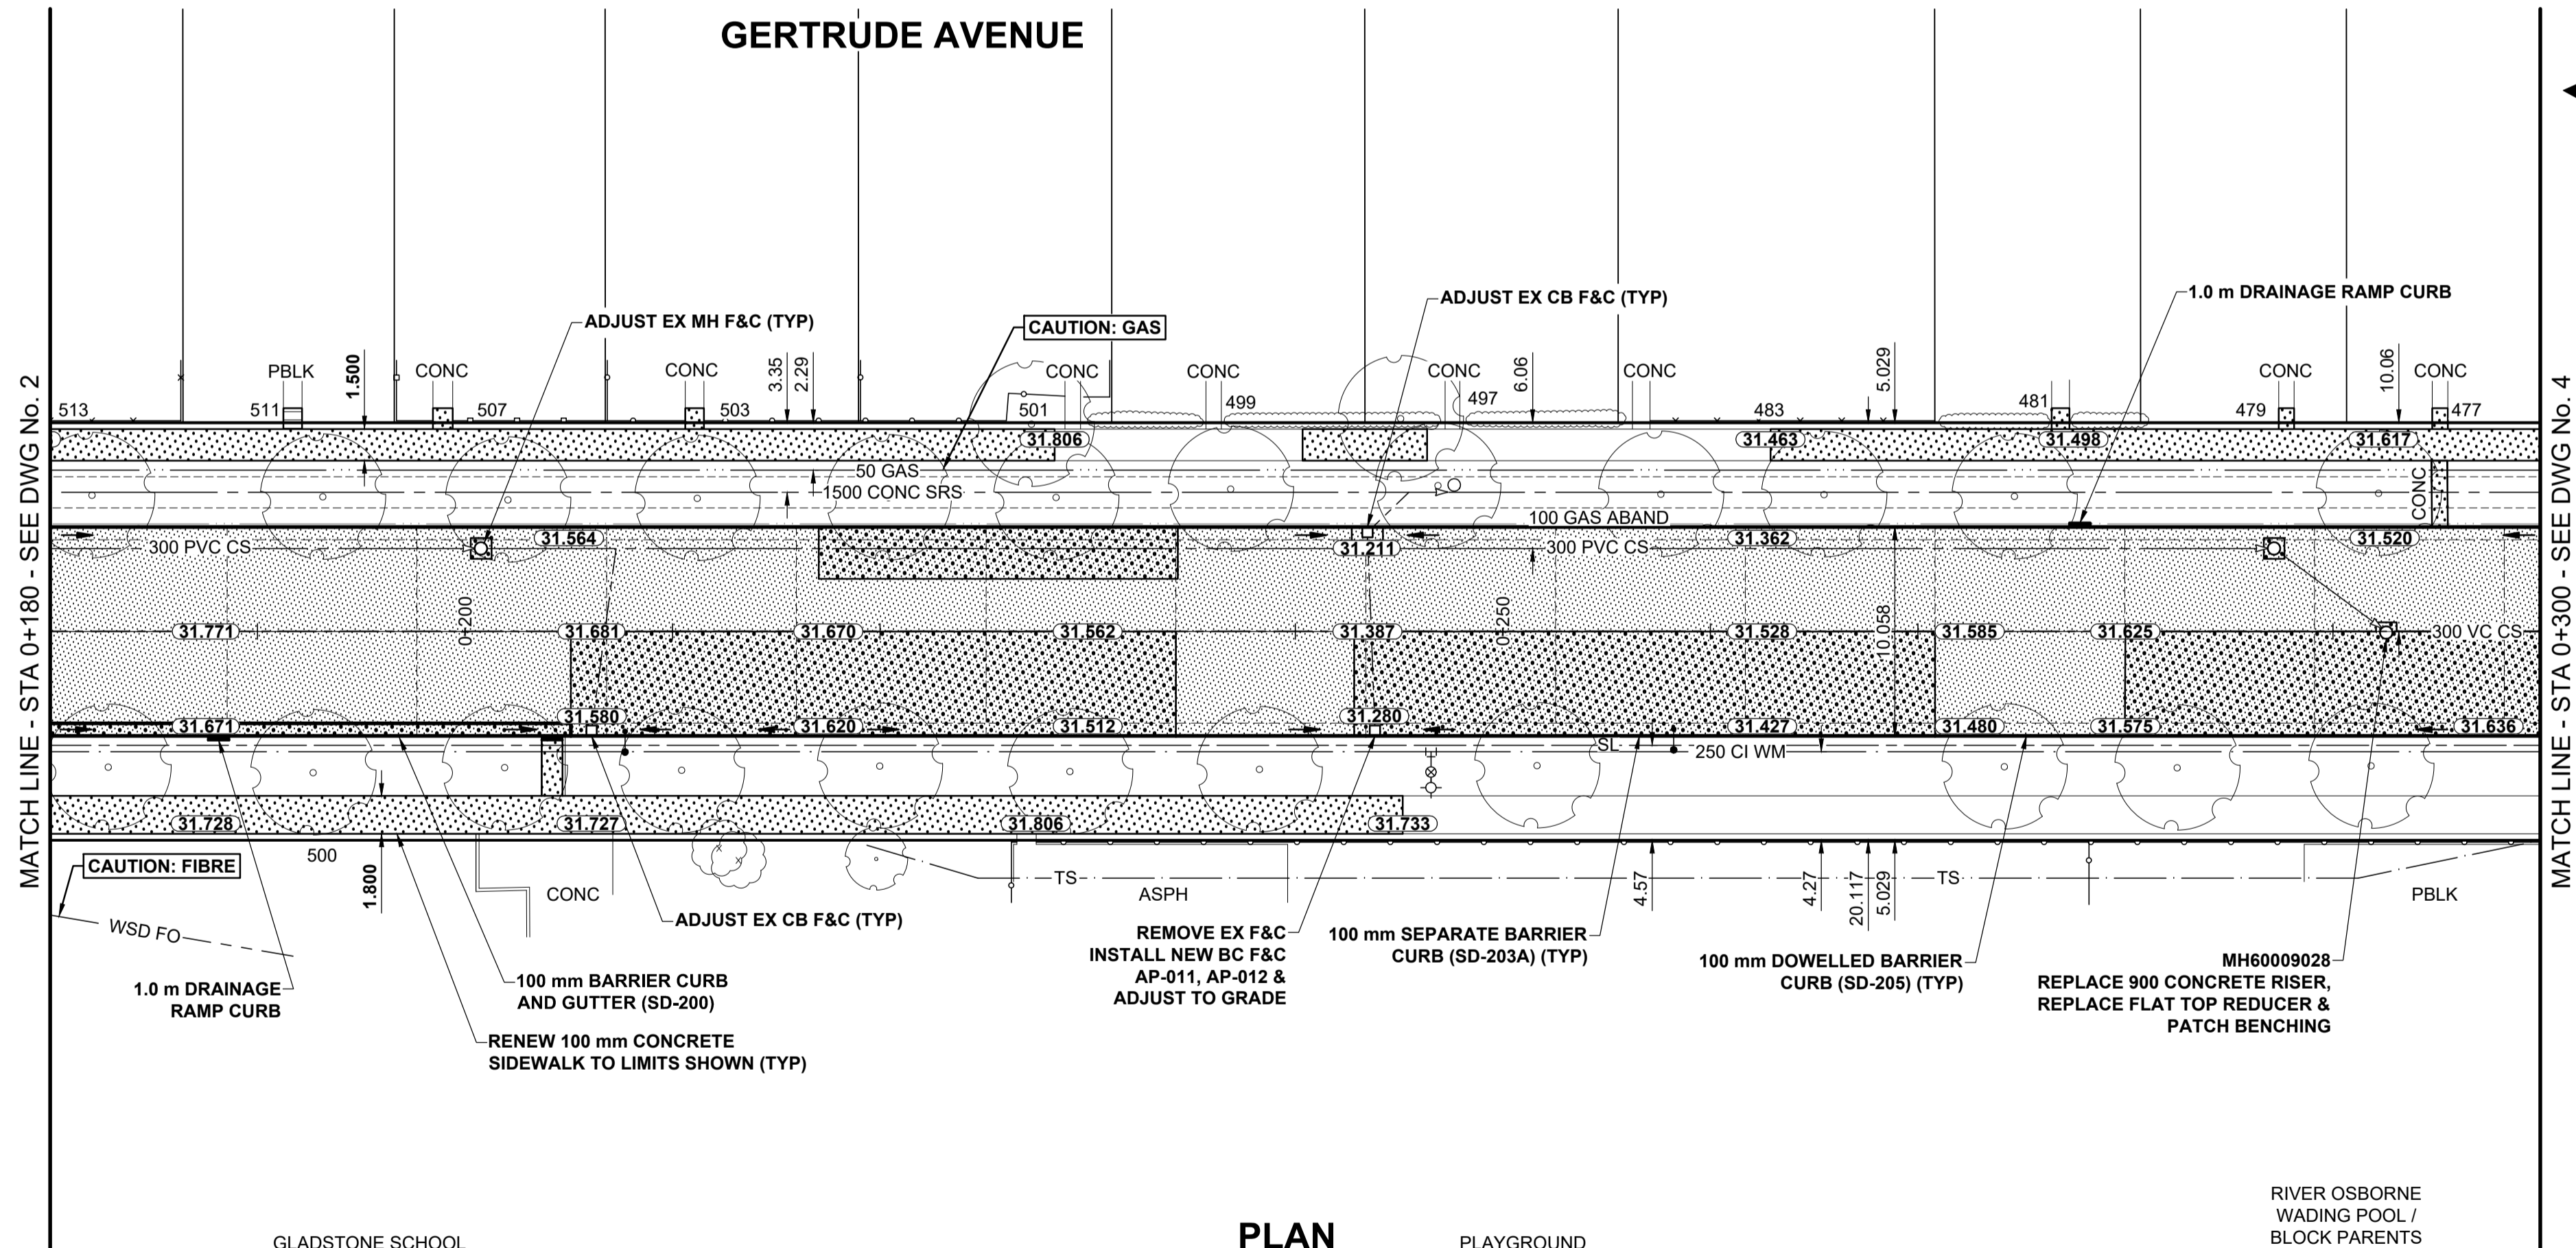 GERTRUDE AVENUE
MATCH LINE - STA 0+180 - SEE DWG No. 2
MATCH LINE - STA 0+300 - SEE DWG No. 4
ADJUST EX MH F&C (TYP)
CAUTION: GAS
ADJUST EX CB F&C (TYP)
1.0 m DRAINAGE RAMP CURB
PBLK
1.500
CONC
CONC
3.35
2.29
CONC
CONC
CONC
6.06
CONC
5.029
CONC
10.06
CONC
513
511
507
503
501
499
497
483
481
479
477
31.806
31.463
31.498
31.617
50 GAS
1500 CONC SRS
CONC
100 GAS ABAND
300 PVC CS
31.564
31.211
300 PVC CS
31.362
31.520
0+200
0+250
10.058
31.771
31.681
31.670
31.562
31.387
31.528
31.585
31.625
300 VC CS
31.671
31.580
31.620
31.512
31.280
31.427
31.480
31.575
31.636
SL
250 CI WM
31.728
31.727
31.806
31.733
500
CAUTION: FIBRE
1.800
CONC
TS
ASPH
4.57
4.27
20.117
5.029
TS
PBLK
WSD FO
ADJUST EX CB F&C (TYP)
1.0 m DRAINAGE
RAMP CURB
100 mm BARRIER CURB
AND GUTTER (SD-200)
RENEW 100 mm CONCRETE
SIDEWALK TO LIMITS SHOWN (TYP)
REMOVE EX F&C
INSTALL NEW BC F&C
AP-011, AP-012 &
ADJUST TO GRADE
100 mm SEPARATE BARRIER
CURB (SD-203A) (TYP)
100 mm DOWELLED BARRIER
CURB (SD-205) (TYP)
MH60009028
REPLACE 900 CONCRETE RISER,
REPLACE FLAT TOP REDUCER &
PATCH BENCHING
GLADSTONE SCHOOL
PLAN
PLAYGROUND
RIVER OSBORNE
WADING POOL /
BLOCK PARENTS